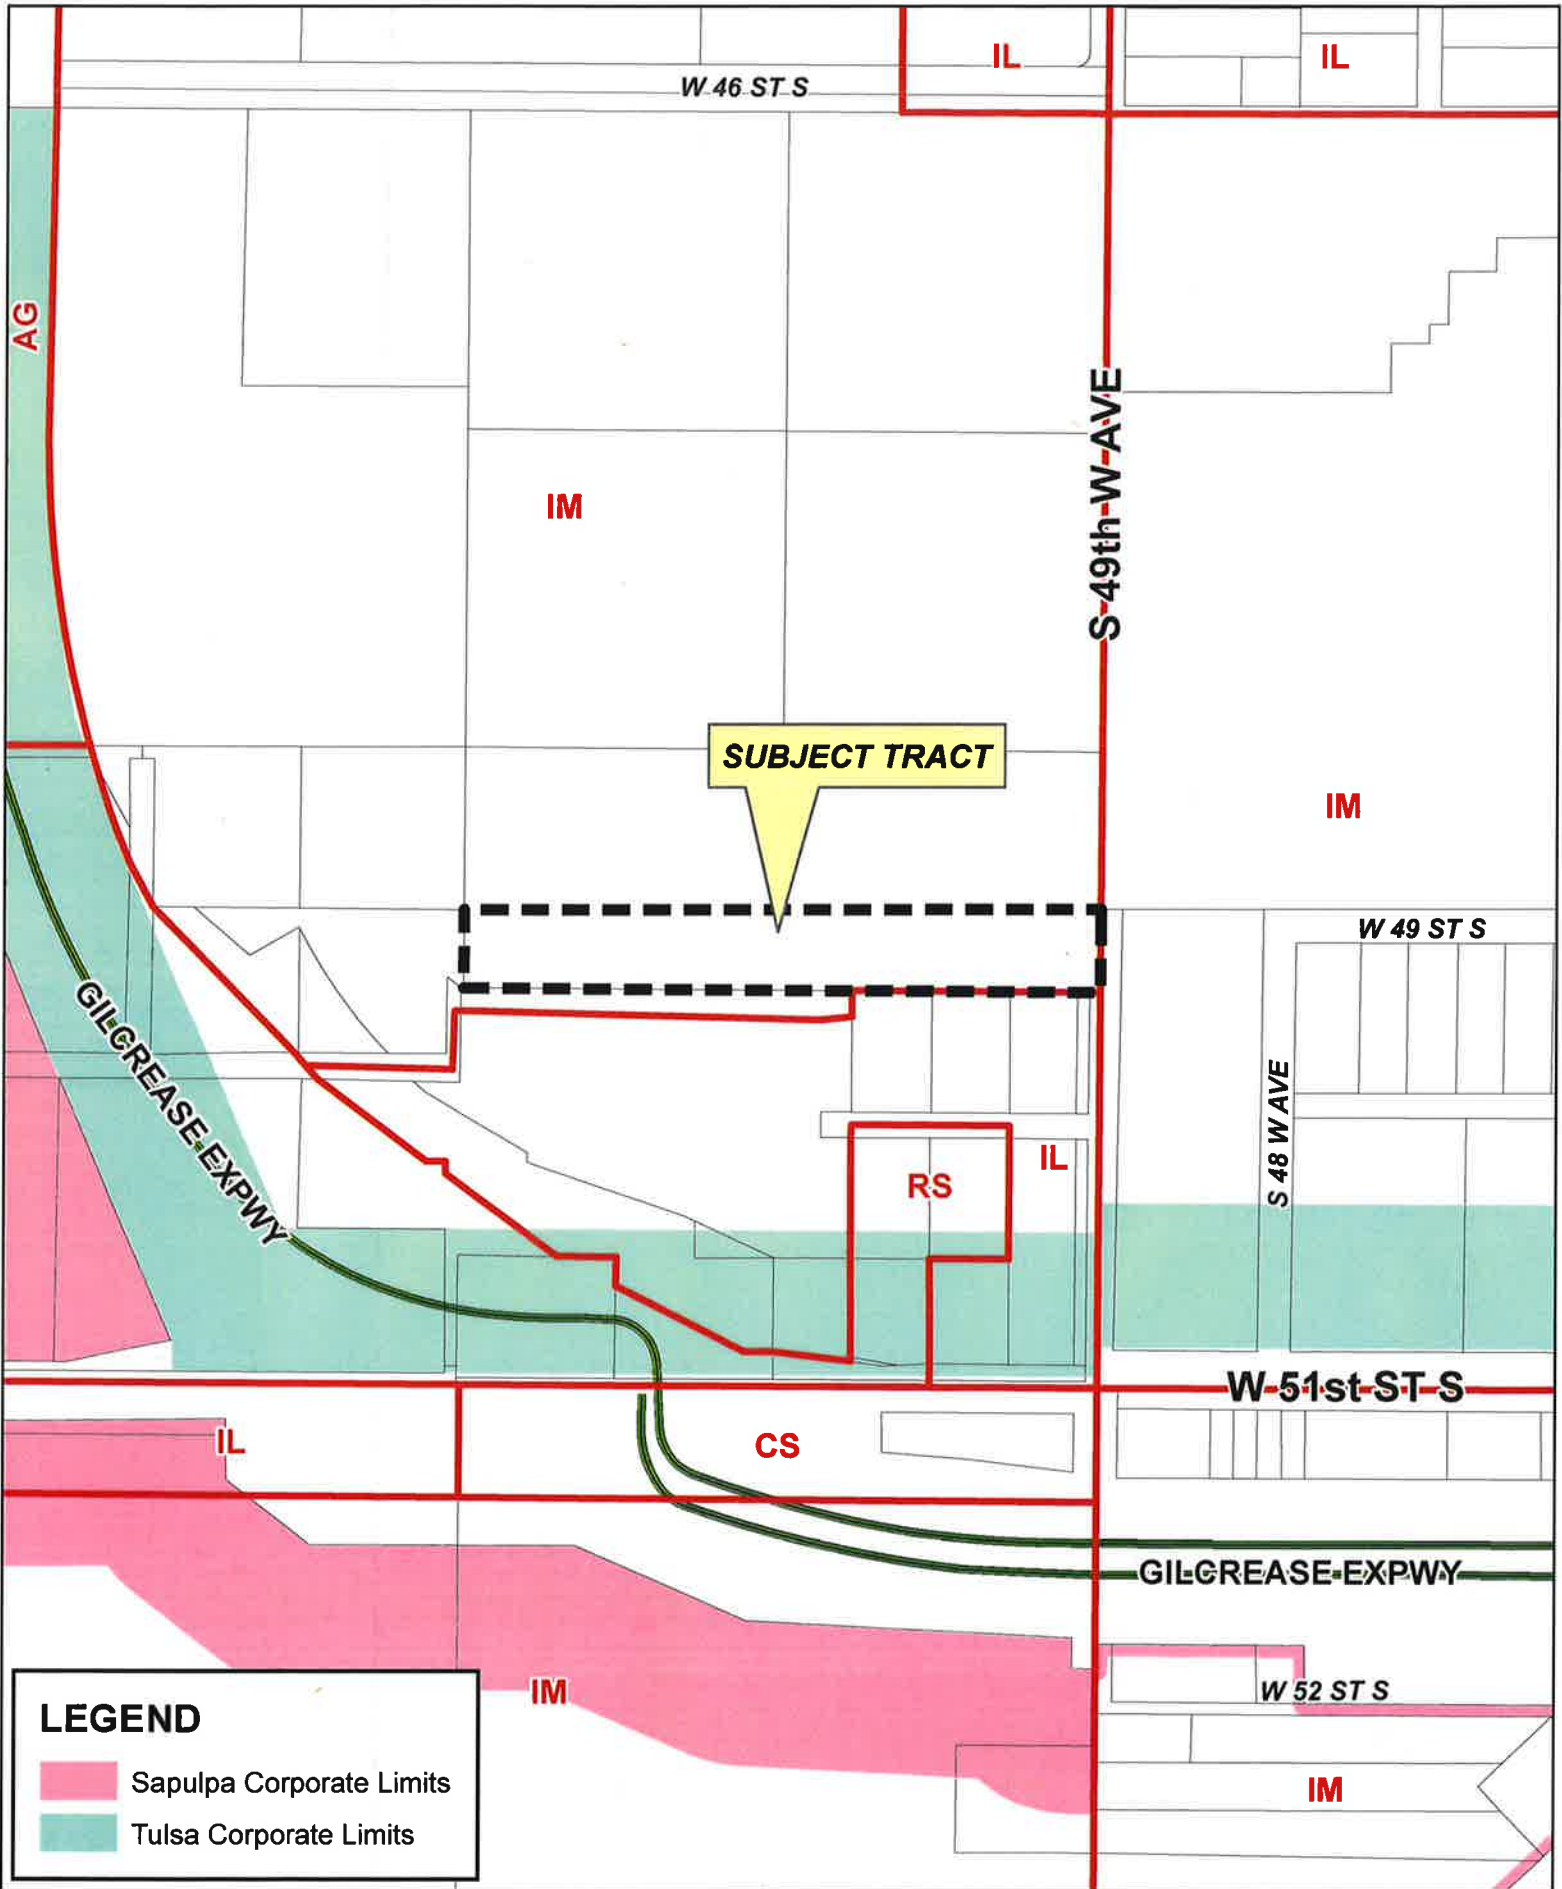 IL
IL
W 46 ST S
AG
S 49th W AVE
IM
SUBJECT TRACT
IM
W 49 ST S
GILCREASE EXPWY
S 48 W AVE
IL
RS
W 51st ST S
IL
CS
GILCREASE EXPWY
IM
W 52 ST S
IM
LEGEND
Sapulpa Corporate Limits
Tulsa Corporate Limits